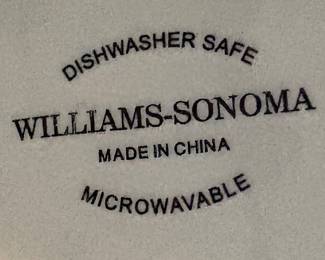 DISHWASHER SAFE
WILLIAMS-SONOMA
MADE IN CHINA
MICROWAVABLE